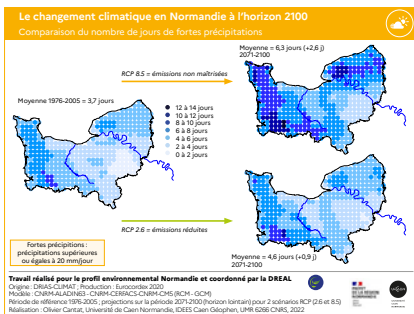 Le changement climatique en Normandie à l'horizon 2100
Comparaison du nombre de jours de fortes précipitations
Moyenne = 6,3 jours (+2,6 j)
2071-2100
RCP 8.5 = émissions non maîtrisées
Moyenne 1976-2005 = 3,7 jours
12 à 14 jours
10 à 12 jours
8 à 10 jours
6 à 8 jours
4 à 6 jours
2 à 4 jours
0 à 2 jours
RCP 2.6 = émissions réduites
Fortes précipitations :
précipitations supérieures
ou égales à 20 mm/jour
Moyenne = 4,6 jours (+0,9 j)
2071-2100
Travail réalisé pour le profil environnemental Normandie et coordonné par la DREAL
Origine : DRIAS-CLIMAT ; Production : Eurocordex 2020
Modèle : CNRM-ALADIN63 - CNRM-CERFACS-CNRM-CM5 (RCM - GCM)
Période de référence 1976-2005 ; projections sur la période 2071-2100 (horizon lointain) pour 2 scénarios RCP (2.6 et 8.5)
Réalisation : Olivier Cantat, Université de Caen Normandie, IDEES Caen Géophen, UMR 6266 CNRS, 2022